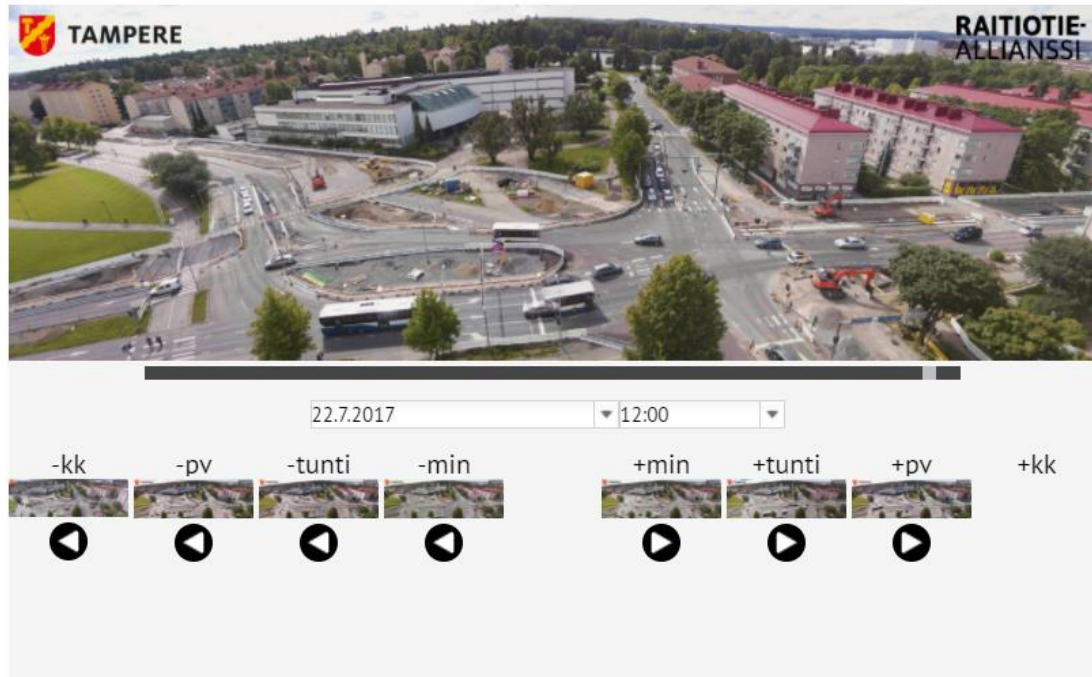 TAMPERE
RAITIOTIE-
ALLIANSSI
22.7.2017
12:00
-kk
-pv
-tunti
-min
+min
+tunti
+pv
+kk